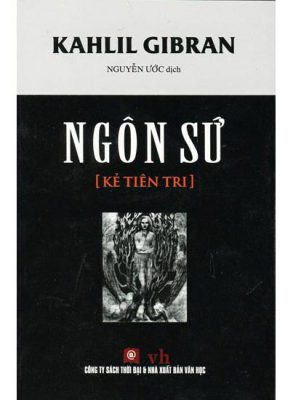 KAHLIL GIBRAN
NGUYỄN ƯỚC dịch
NGÔN SỨ
[ KẺ TIÊN TRI ]
@ vh
CÔNG TY SÁCH THỜI ĐẠI & NHÀ XUẤT BẢN VĂN HỌC